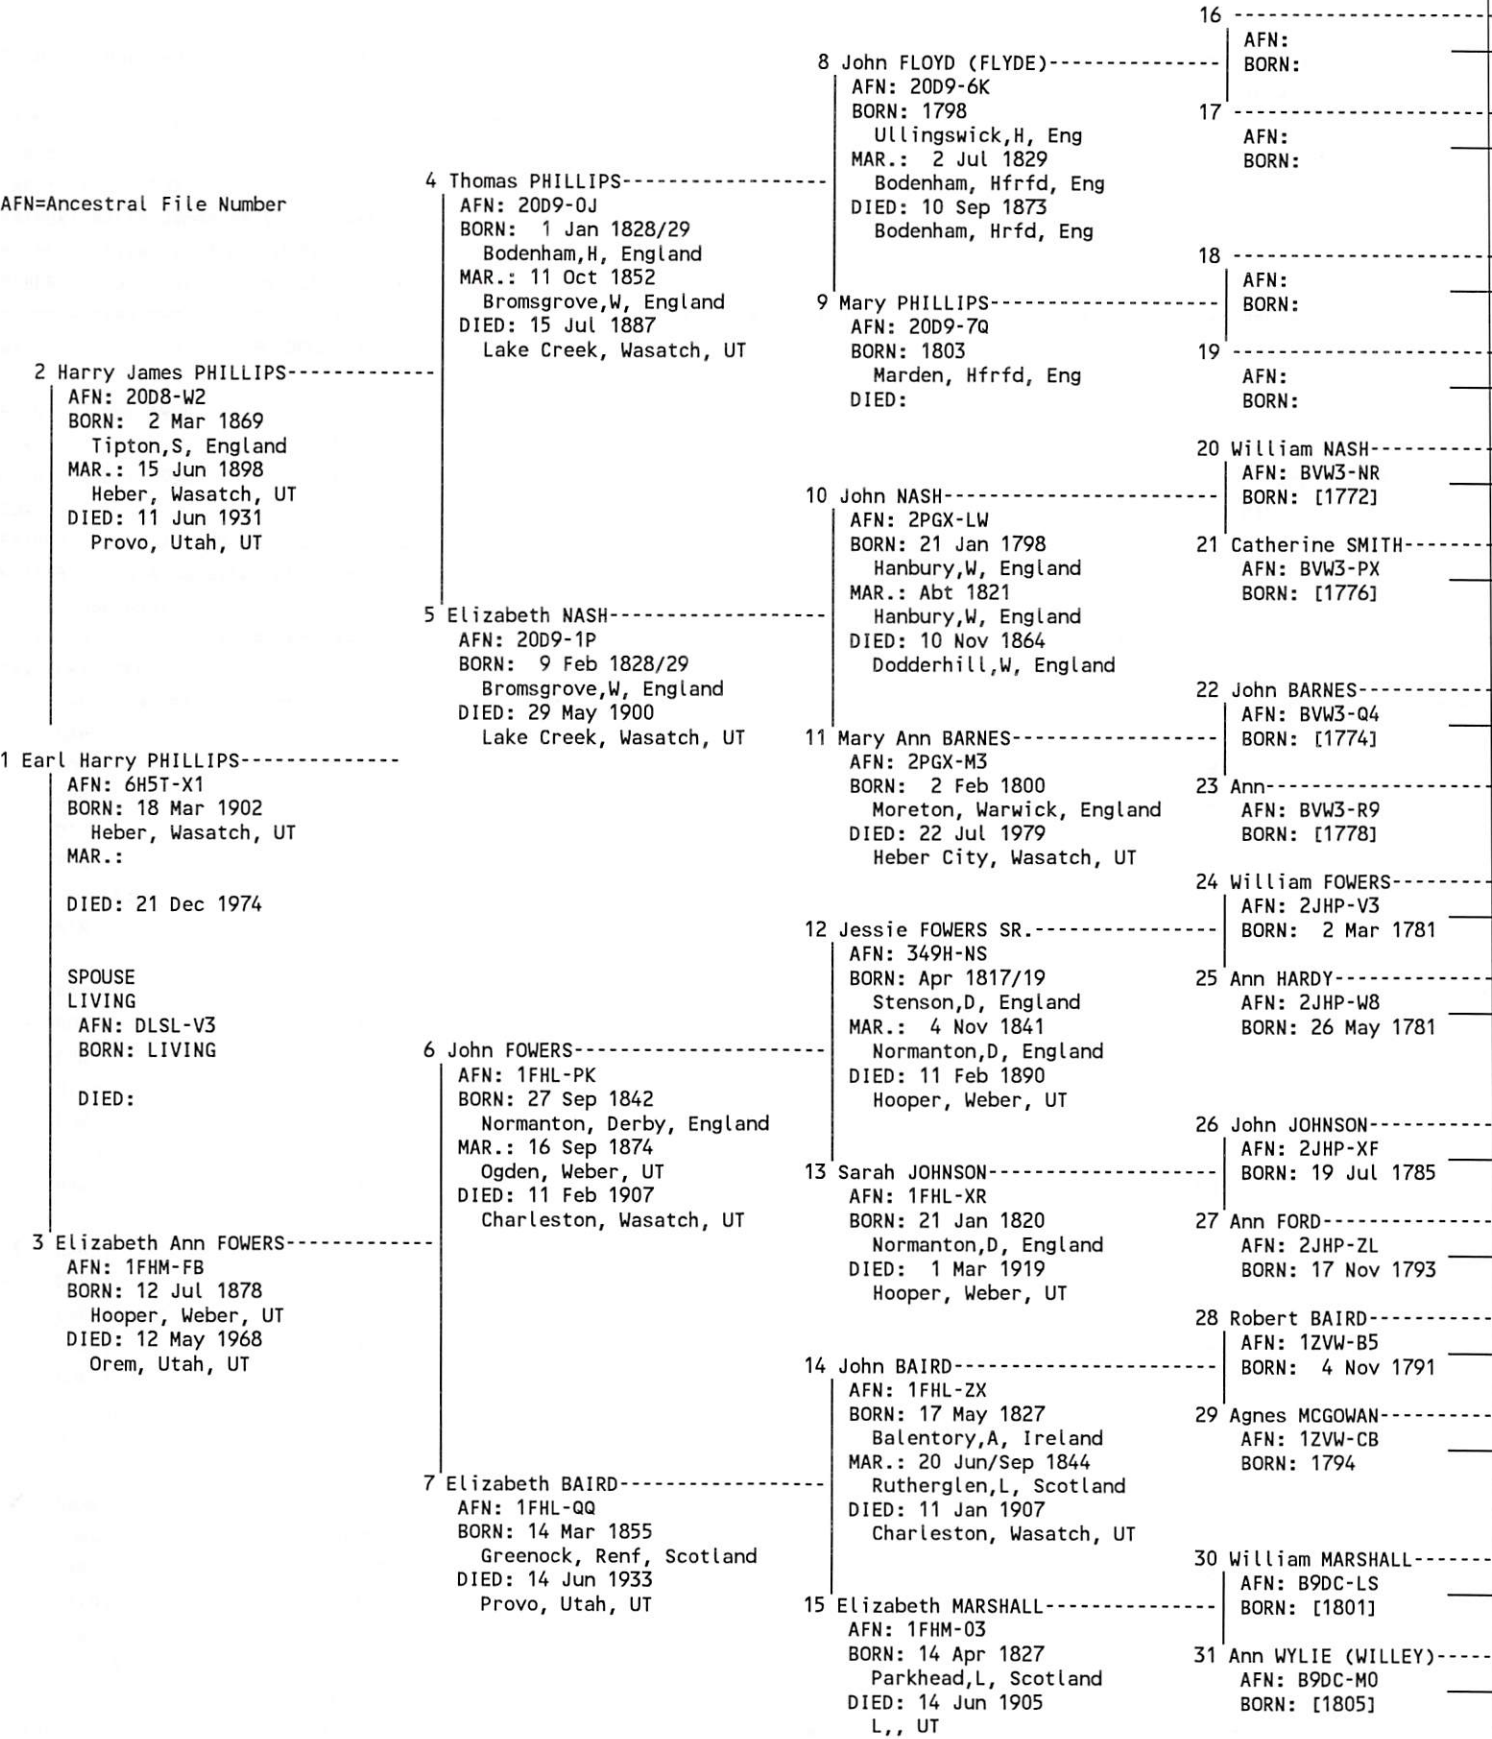 AFN=Ancestral File Number
1 Earl Harry PHILLIPS--------------
AFN: 6H5T-X1
BORN: 18 Mar 1902
Heber, Wasatch, UT
MAR.:
DIED: 21 Dec 1974
SPOUSE
LIVING
AFN: DLSL-V3
BORN: LIVING
DIED:
2 Harry James PHILLIPS------------
AFN: 20D8-W2
BORN: 2 Mar 1869
Tipton,S, England
MAR.: 15 Jun 1898
Heber, Wasatch, UT
DIED: 11 Jun 1931
Provo, Utah, UT
3 Elizabeth Ann FOWERS------------
AFN: 1FHM-FB
BORN: 12 Jul 1878
Hooper, Weber, UT
DIED: 12 May 1968
Orem, Utah, UT
4 Thomas PHILLIPS-----------------
AFN: 20D9-0J
BORN: 1 Jan 1828/29
Bodenham,H, England
MAR.: 11 Oct 1852
Bromsgrove,W, England
DIED: 15 Jul 1887
Lake Creek, Wasatch, UT
5 Elizabeth NASH------------------
AFN: 20D9-1P
BORN: 9 Feb 1828/29
Bromsgrove,W, England
DIED: 29 May 1900
Lake Creek, Wasatch, UT
6 John FOWERS---------------------
AFN: 1FHL-PK
BORN: 27 Sep 1842
Normanton, Derby, England
MAR.: 16 Sep 1874
Ogden, Weber, UT
DIED: 11 Feb 1907
Charleston, Wasatch, UT
7 Elizabeth BAIRD-----------------
AFN: 1FHL-QQ
BORN: 14 Mar 1855
Greenock, Renf, Scotland
DIED: 14 Jun 1933
Provo, Utah, UT
8 John FLOYD (FLYDE)--------------
AFN: 20D9-6K
BORN: 1798
Ullingswick,H, Eng
MAR.: 2 Jul 1829
Bodenham, Hfrfd, Eng
DIED: 10 Sep 1873
Bodenham, Hrfd, Eng
9 Mary PHILLIPS-------------------
AFN: 20D9-7Q
BORN: 1803
Marden, Hfrfd, Eng
DIED:
10 John NASH-----------------------
AFN: 2PGX-LW
BORN: 21 Jan 1798
Hanbury,W, England
MAR.: Abt 1821
Hanbury,W, England
DIED: 10 Nov 1864
Dodderhill,W, England
11 Mary Ann BARNES-----------------
AFN: 2PGX-M3
BORN: 2 Feb 1800
Moreton, Warwick, England
DIED: 22 Jul 1979
Heber City, Wasatch, UT
12 Jessie FOWERS SR.---------------
AFN: 349H-NS
BORN: Apr 1817/19
Stenson,D, England
MAR.: 4 Nov 1841
Normanton,D, England
DIED: 11 Feb 1890
Hooper, Weber, UT
13 Sarah JOHNSON-------------------
AFN: 1FHL-XR
BORN: 21 Jan 1820
Normanton,D, England
DIED: 1 Mar 1919
Hooper, Weber, UT
14 John BAIRD----------------------
AFN: 1FHL-ZX
BORN: 17 May 1827
Balentory,A, Ireland
MAR.: 20 Jun/Sep 1844
Rutherglen,L, Scotland
DIED: 11 Jan 1907
Charleston, Wasatch, UT
15 Elizabeth MARSHALL--------------
AFN: 1FHM-03
BORN: 14 Apr 1827
Parkhead,L, Scotland
DIED: 14 Jun 1905
L,, UT
16 --------------------------
AFN:
BORN:
17 --------------------------
AFN:
BORN:
18 --------------------------
AFN:
BORN:
19 --------------------------
AFN:
BORN:
20 William NASH------------
AFN: BVW3-NR
BORN: [1772]
21 Catherine SMITH---------
AFN: BVW3-PX
BORN: [1776]
22 John BARNES-------------
AFN: BVW3-Q4
BORN: [1774]
23 Ann-----------------------
AFN: BVW3-R9
BORN: [1778]
24 William FOWERS----------
AFN: 2JHP-V3
BORN: 2 Mar 1781
25 Ann HARDY----------------
AFN: 2JHP-W8
BORN: 26 May 1781
26 John JOHNSON------------
AFN: 2JHP-XF
BORN: 19 Jul 1785
27 Ann FORD-----------------
AFN: 2JHP-ZL
BORN: 17 Nov 1793
28 Robert BAIRD------------
AFN: 1ZVW-B5
BORN: 4 Nov 1791
29 Agnes MCGOWAN-----------
AFN: 1ZVW-CB
BORN: 1794
30 William MARSHALL-------
AFN: B9DC-LS
BORN: [1801]
31 Ann WYLIE (WILLEY)-----
AFN: B9DC-M0
BORN: [1805]